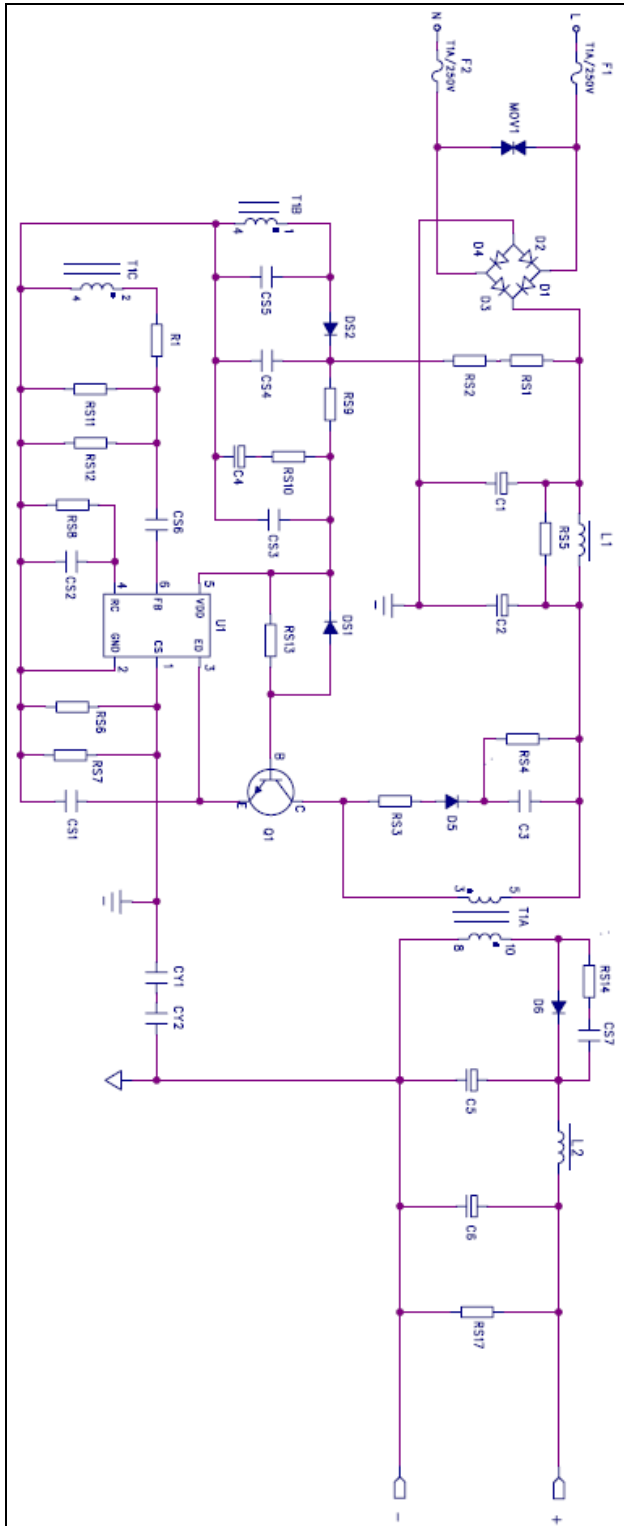 N
L
F2
T1A/250V
F1
T1A/250V
MOV1
D2
D4
D1
D3
T1B
4
1
T1C
4
2
CS5
DS2
R1
CS4
RS9
RS2
RS1
RS11
RS12
C4
RS10
C1
RS5
L1
RS8
CS6
CS3
CS2
4
6
5
RC
FB
VDD
U1
GND
CS
ED
2
1
3
RS13
DS1
C2
RS6
RS7
CS1
B
E
C
Q1
RS3
D5
RS4
C3
3
5
T1A
8
10
CY1
CY2
D6
RS14
CS7
C5
L2
C6
RS17
-
+